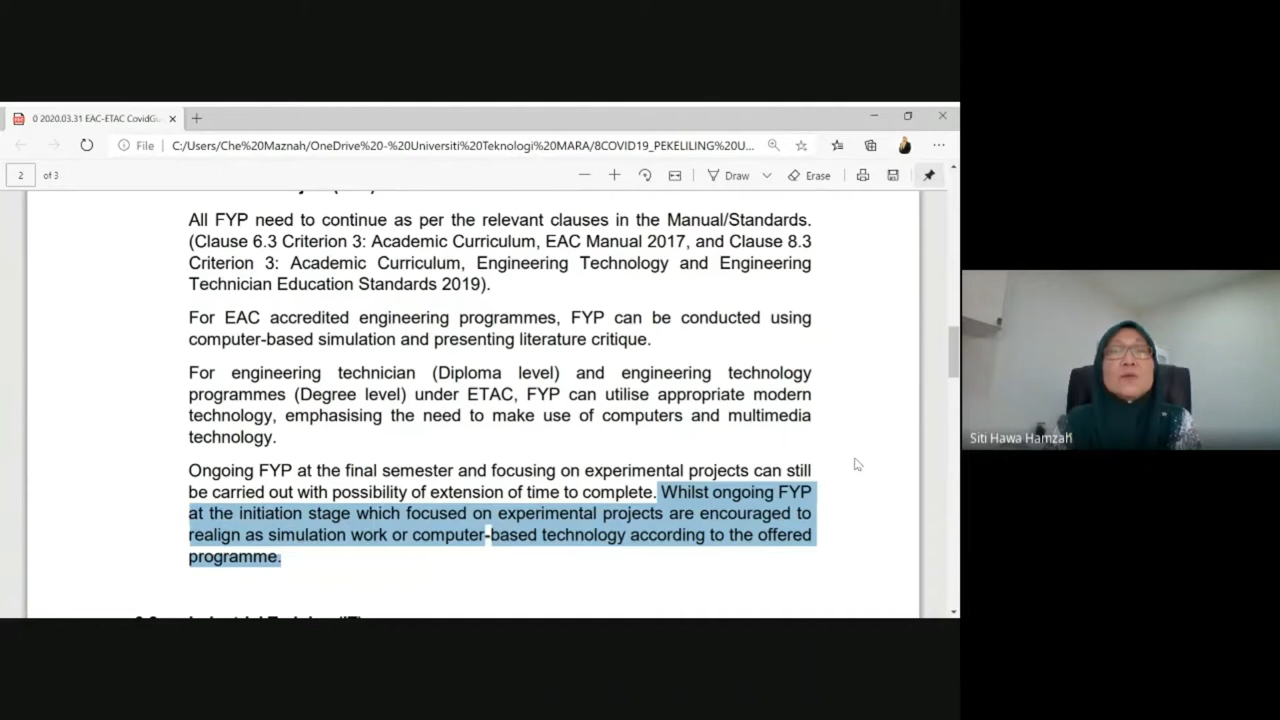 0 2020.03.31 EAC-ETAC CovidGu
File
C:/Users/Che%20Maznah/OneDrive%20-%20Universiti%20Teknologi%20MARA/8COVID19_PEKELILING%20U...
2 of 3
Draw
Erase
All FYP need to continue as per the relevant clauses in the Manual/Standards.
(Clause 6.3 Criterion 3: Academic Curriculum, EAC Manual 2017, and Clause 8.3
Criterion 3: Academic Curriculum, Engineering Technology and Engineering
Technician Education Standards 2019).
For EAC accredited engineering programmes, FYP can be conducted using
computer-based simulation and presenting literature critique.
For engineering technician (Diploma level) and engineering technology
programmes (Degree level) under ETAC, FYP can utilise appropriate modern
technology, emphasising the need to make use of computers and multimedia
technology.
Ongoing FYP at the final semester and focusing on experimental projects can still
be carried out with possibility of extension of time to complete. Whilst ongoing FYP
at the initiation stage which focused on experimental projects are encouraged to
realign as simulation work or computer-based technology according to the offered
programme.
Siti Hawa Hamzah